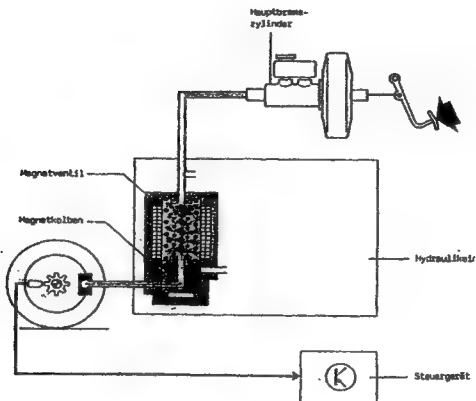 Hauptbrems-
zylinder
Magnetventil
Magnetkolben
Hydraulikein
Steuergerät
K